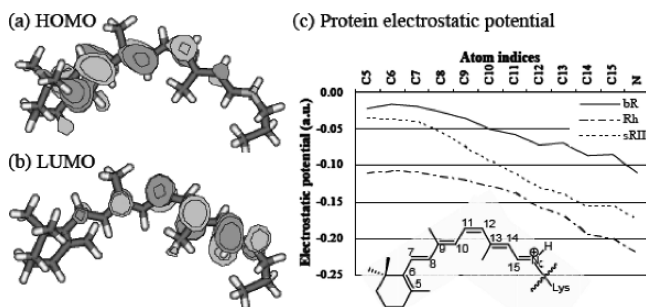 (a) HOMO
(b) LUMO
(c) Protein electrostatic potential
Atom indices
C5 C6 C7 C8 C9 C10 C11 C12 C13 C14 C15 N
Electrostatic potential (a.u.)
0.00
-0.05
-0.10
-0.15
-0.20
-0.25
bR
Rh
sRII
11 12
7 9 13 14
8 10 15 N H
6
5
Lys